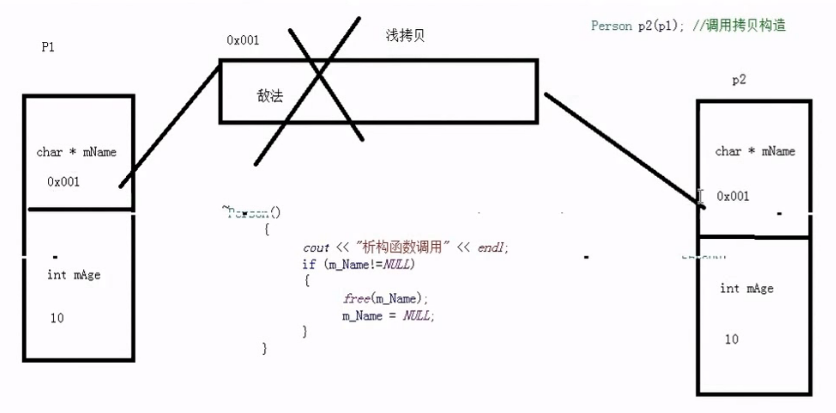 Person p2(p1); //调用拷贝构造
浅拷贝
0x001
P1
p2
敌法
char * mName
0x001
char * mName
0x001
~Person()
{
cout << "析构函数调用" << endl;
if (m_Name!=NULL)
{
free(m_Name);
m_Name = NULL;
}
}
int mAge
10
int mAge
10